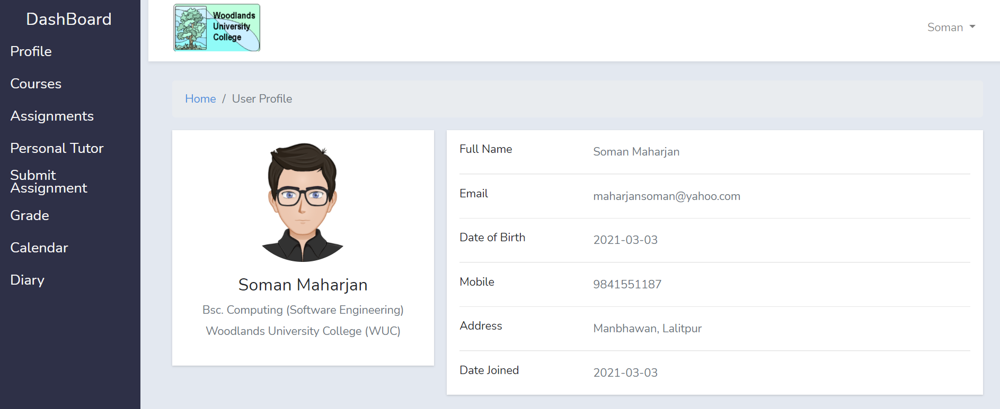 DashBoard
Profile
Courses
Assignments
Personal Tutor
Submit
Assignment
Grade
Calendar
Diary
Woodlands
University
College
Soman
Home / User Profile
Soman Maharjan
Bsc. Computing (Software Engineering)
Woodlands University College (WUC)
Full Name Soman Maharjan
Email maharjansoman@yahoo.com
Date of Birth 2021-03-03
Mobile 9841551187
Address Manbhawan, Lalitpur
Date Joined 2021-03-03